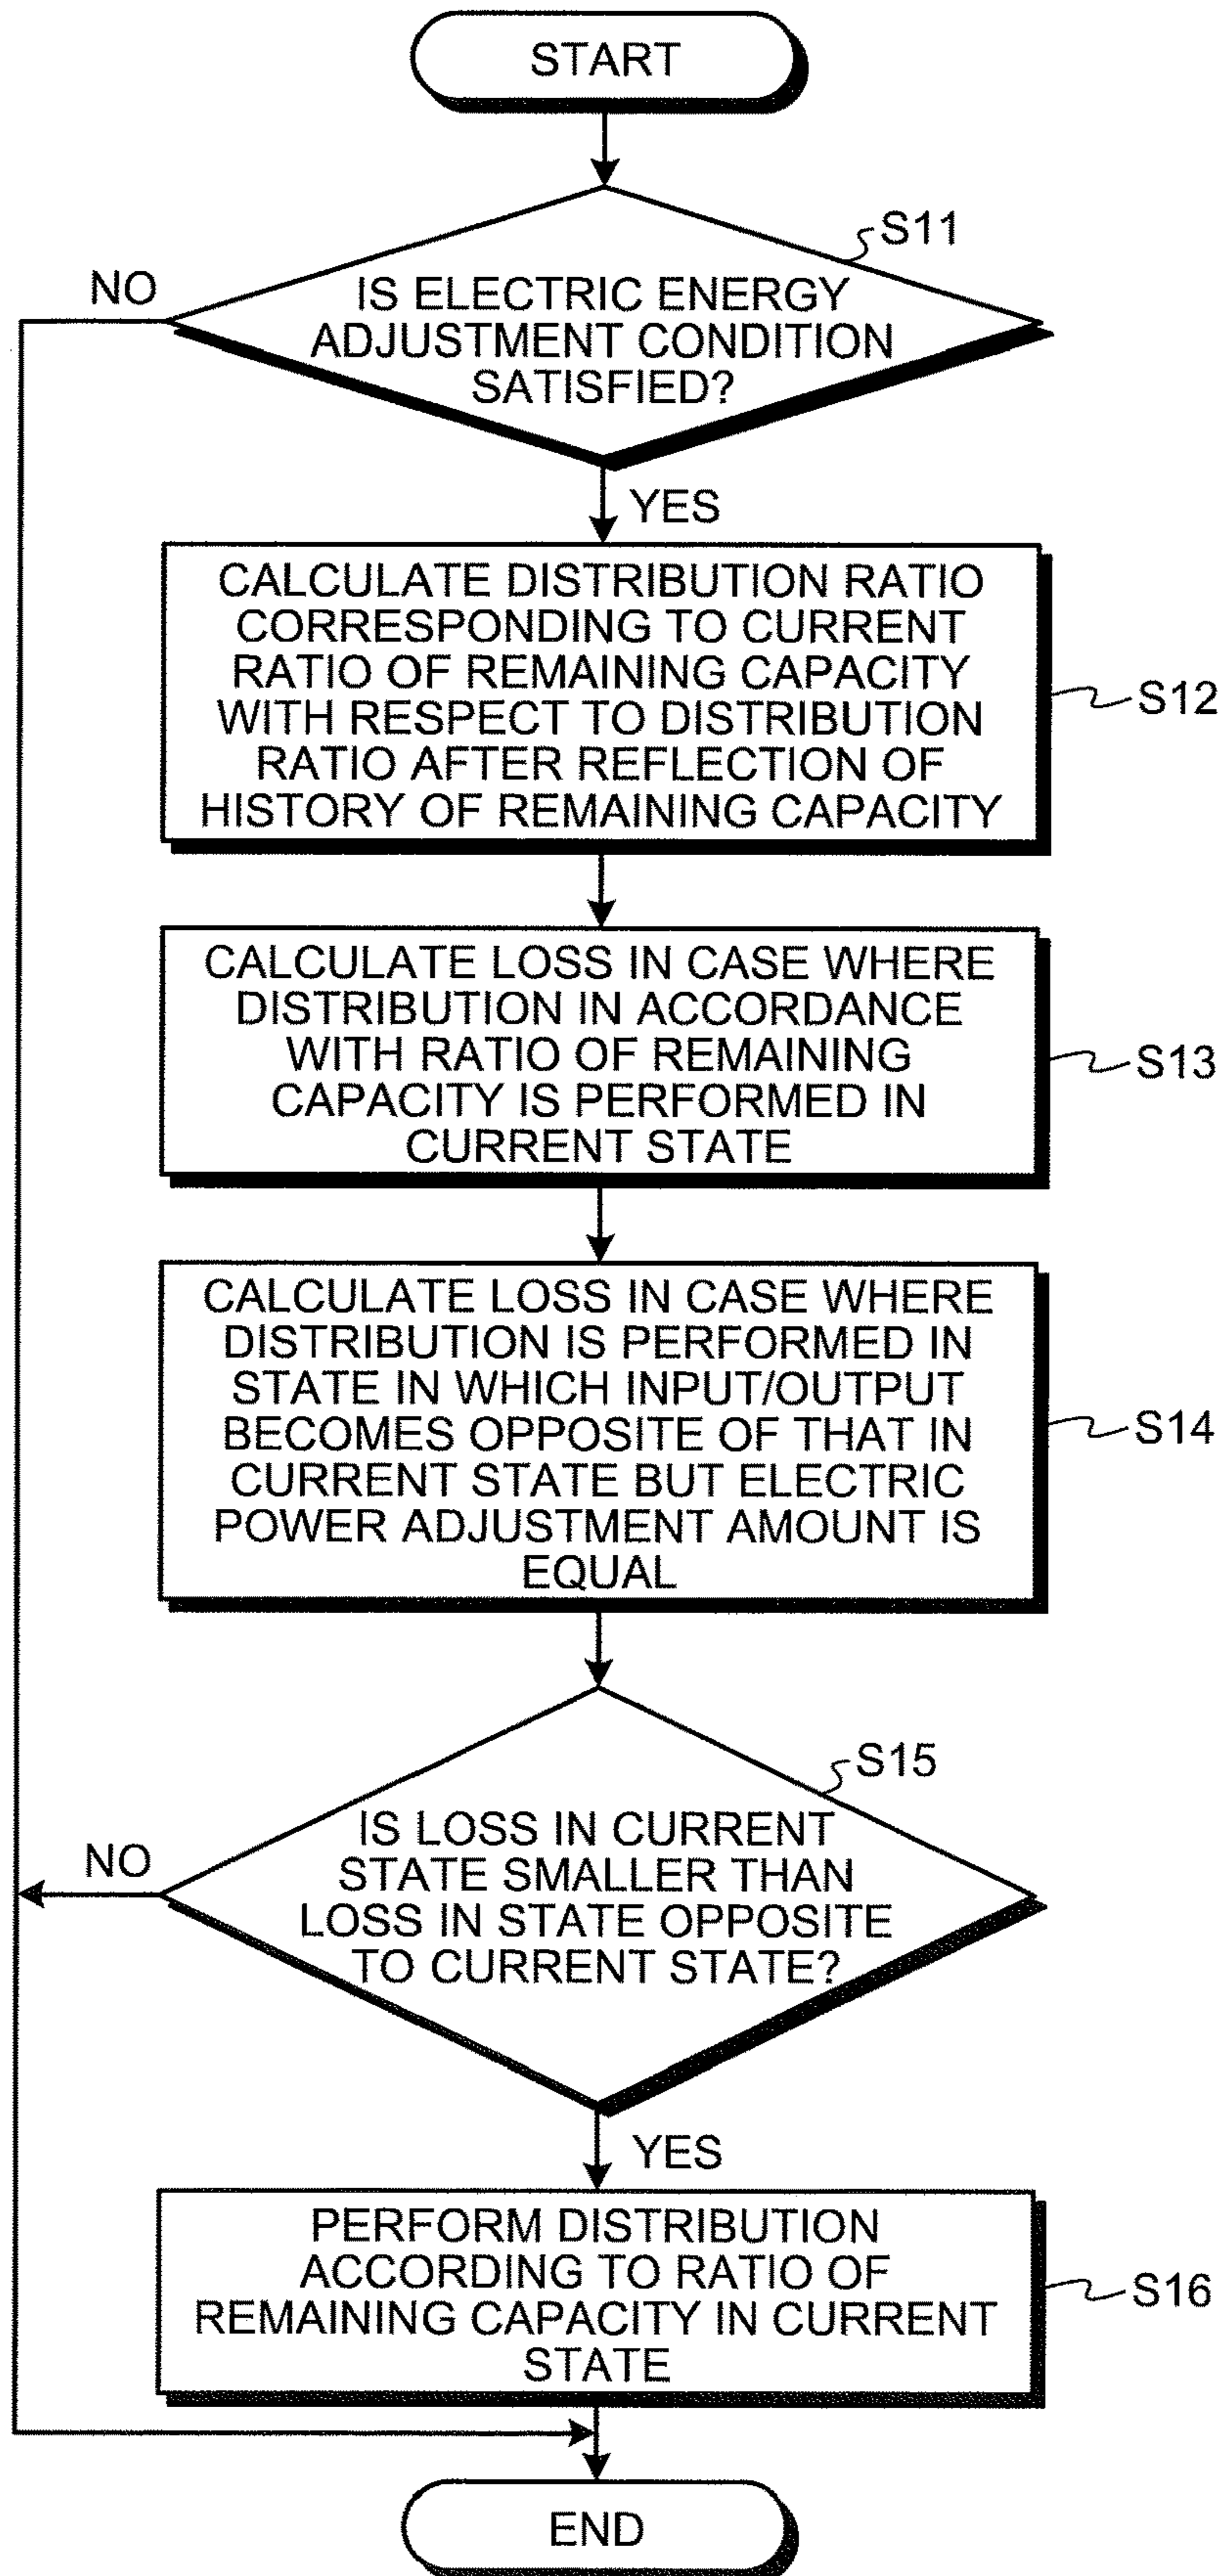 START
S11
NO
IS ELECTRIC ENERGY
ADJUSTMENT CONDITION
SATISFIED?
YES
CALCULATE DISTRIBUTION RATIO
CORRESPONDING TO CURRENT
RATIO OF REMAINING CAPACITY
WITH RESPECT TO DISTRIBUTION
RATIO AFTER REFLECTION OF
HISTORY OF REMAINING CAPACITY
S12
CALCULATE LOSS IN CASE WHERE
DISTRIBUTION IN ACCORDANCE
WITH RATIO OF REMAINING
CAPACITY IS PERFORMED IN
CURRENT STATE
S13
CALCULATE LOSS IN CASE WHERE
DISTRIBUTION IS PERFORMED IN
STATE IN WHICH INPUT/OUTPUT
BECOMES OPPOSITE OF THAT IN
CURRENT STATE BUT ELECTRIC
POWER ADJUSTMENT AMOUNT IS
EQUAL
S14
S15
NO
IS LOSS IN CURRENT
STATE SMALLER THAN
LOSS IN STATE OPPOSITE
TO CURRENT STATE?
YES
PERFORM DISTRIBUTION
ACCORDING TO RATIO OF
REMAINING CAPACITY IN CURRENT
STATE
S16
END